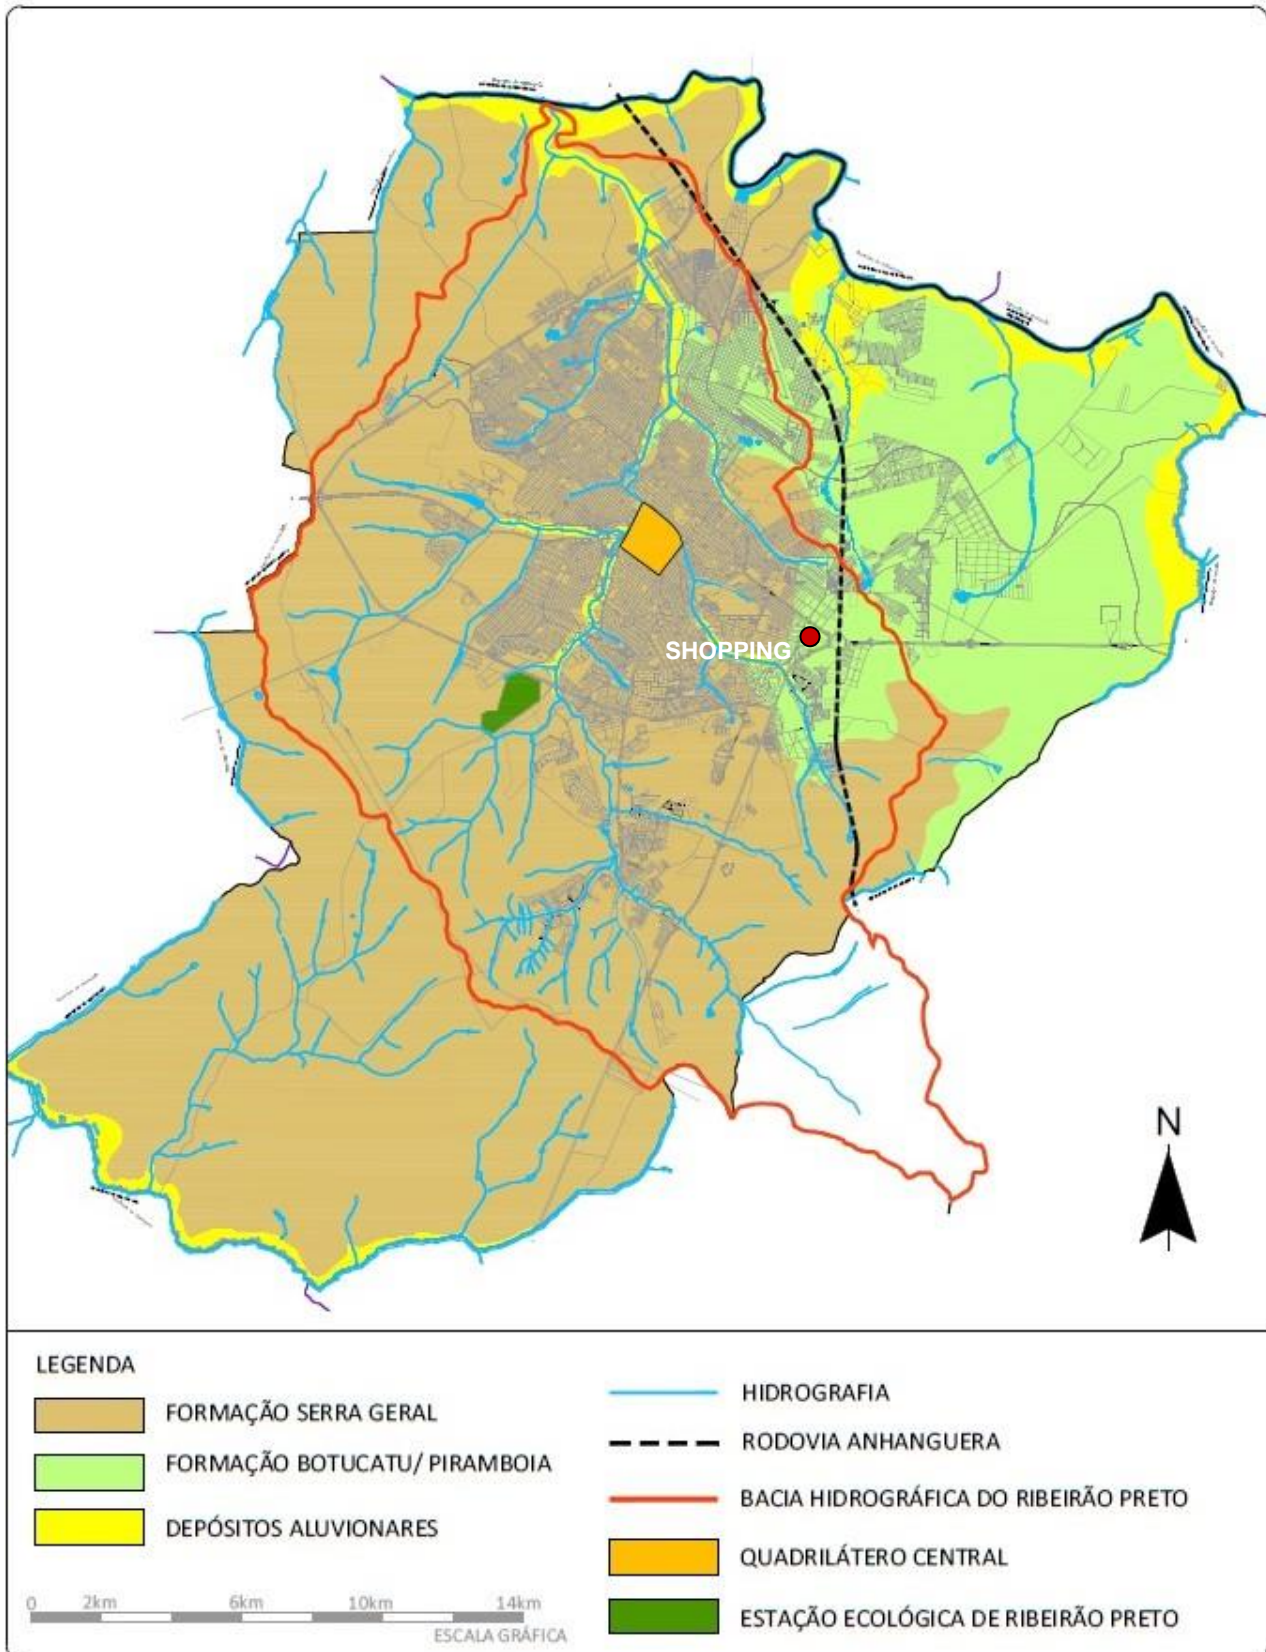 SHOPPING
N
LEGENDA
FORMAÇÃO SERRA GERAL
FORMAÇÃO BOTUCATU/ PIRAMBOIA
DEPÓSITOS ALUVIONARES
0 2km 6km 10km 14km
ESCALA GRÁFICA
HIDROGRAFIA
RODOVIA ANHANGUERA
BACIA HIDROGRÁFICA DO RIBEIRÃO PRETO
QUADRILÁTERO CENTRAL
ESTAÇÃO ECOLÓGICA DE RIBEIRÃO PRETO